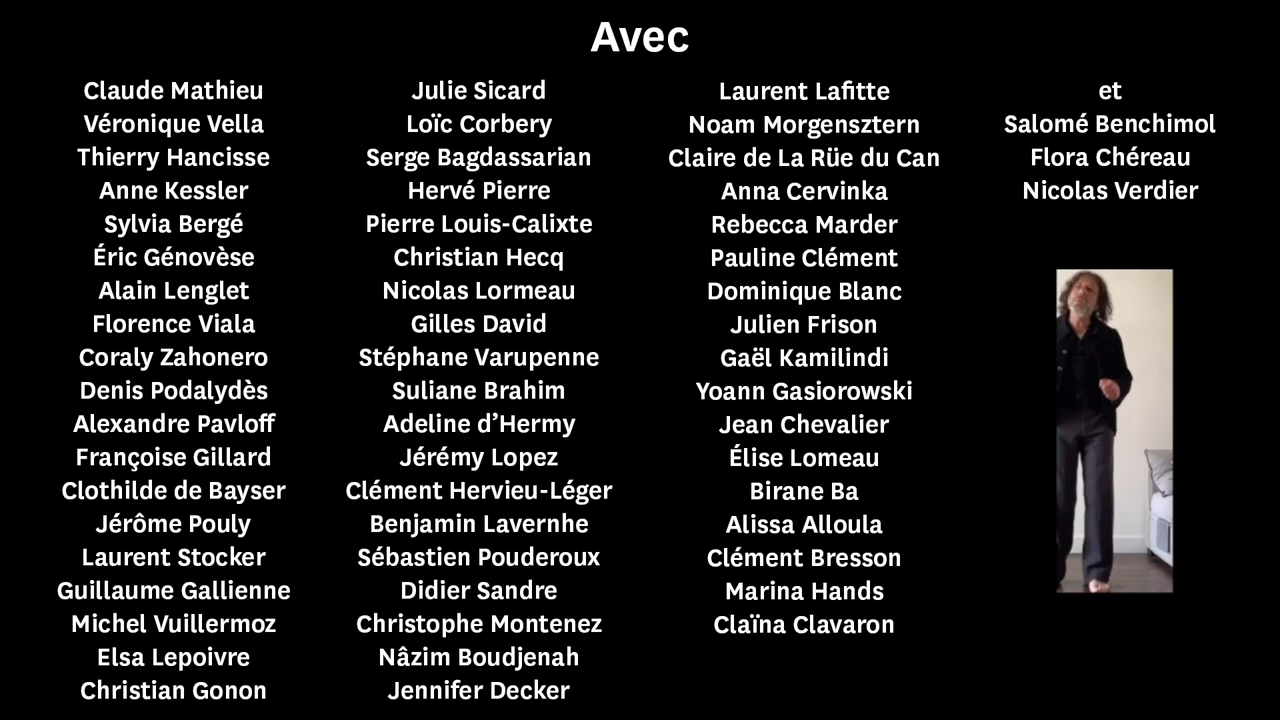 Avec
Claude Mathieu
Véronique Vella
Thierry Hancisse
Anne Kessler
Sylvia Bergé
Éric Génovèse
Alain Lenglet
Florence Viala
Coraly Zahonero
Denis Podalydès
Alexandre Pavloff
Françoise Gillard
Clothilde de Bayser
Jérôme Pouly
Laurent Stocker
Guillaume Gallienne
Michel Vuillermoz
Elsa Lepoivre
Christian Gonon
Julie Sicard
Loïc Corbery
Serge Bagdassarian
Hervé Pierre
Pierre Louis-Calixte
Christian Hecq
Nicolas Lormeau
Gilles David
Stéphane Varupenne
Suliane Brahim
Adeline d’Hermy
Jérémy Lopez
Clément Hervieu-Léger
Benjamin Lavernhe
Sébastien Pouderoux
Didier Sandre
Christophe Montenez
Nâzim Boudjenah
Jennifer Decker
Laurent Lafitte
Noam Morgensztern
Claire de La Rüe du Can
Anna Cervinka
Rebecca Marder
Pauline Clément
Dominique Blanc
Julien Frison
Gaël Kamilindi
Yoann Gasiorowski
Jean Chevalier
Élise Lomeau
Birane Ba
Alissa Alloula
Clément Bresson
Marina Hands
Claïna Clavaron
et
Salomé Benchimol
Flora Chéreau
Nicolas Verdier